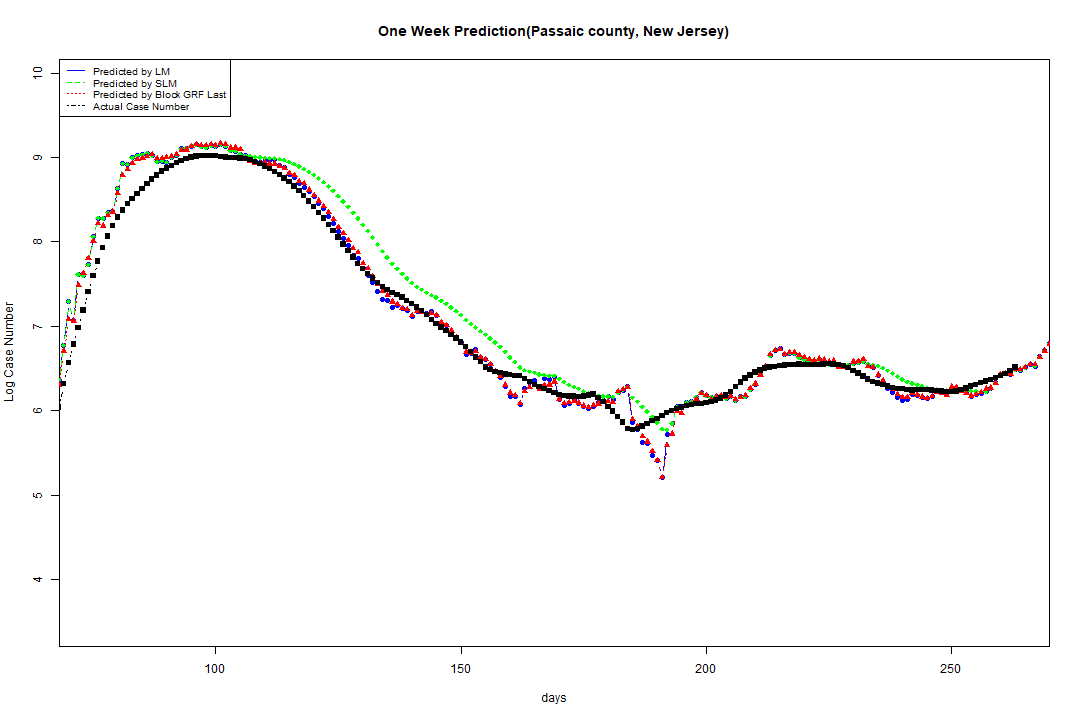 One Week Prediction(Passaic county, New Jersey)
Predicted by LM
Predicted by SLM
Predicted by Block GRF Last
Actual Case Number
10
9
8
7
6
5
4
Log Case Number
100 150 200 250
days